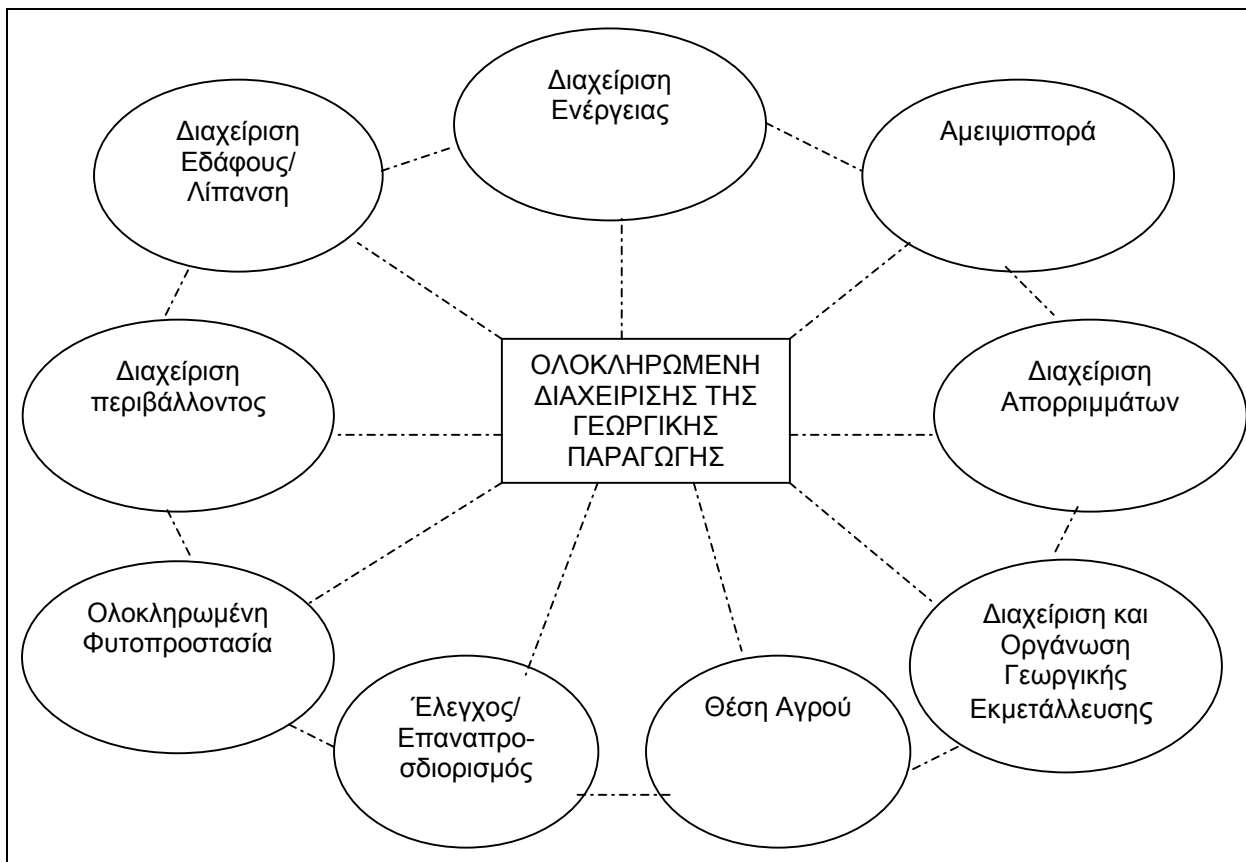 Διαχείριση
Ενέργειας
Διαχείριση
Εδάφους/
Λίπανση
Αμειψισπορά
Διαχείριση
περιβάλλοντος
ΟΛΟΚΛΗΡΩΜΕΝΗ
ΔΙΑΧΕΙΡΙΣΗΣ ΤΗΣ
ΓΕΩΡΓΙΚΗΣ
ΠΑΡΑΓΩΓΗΣ
Διαχείριση
Απορριμμάτων
Ολοκληρωμένη
Φυτοπροστασία
Έλεγχος/
Επαναπρο-
σδιορισμός
Θέση Αγρού
Διαχείριση και
Οργάνωση
Γεωργικής
Εκμετάλλευσης